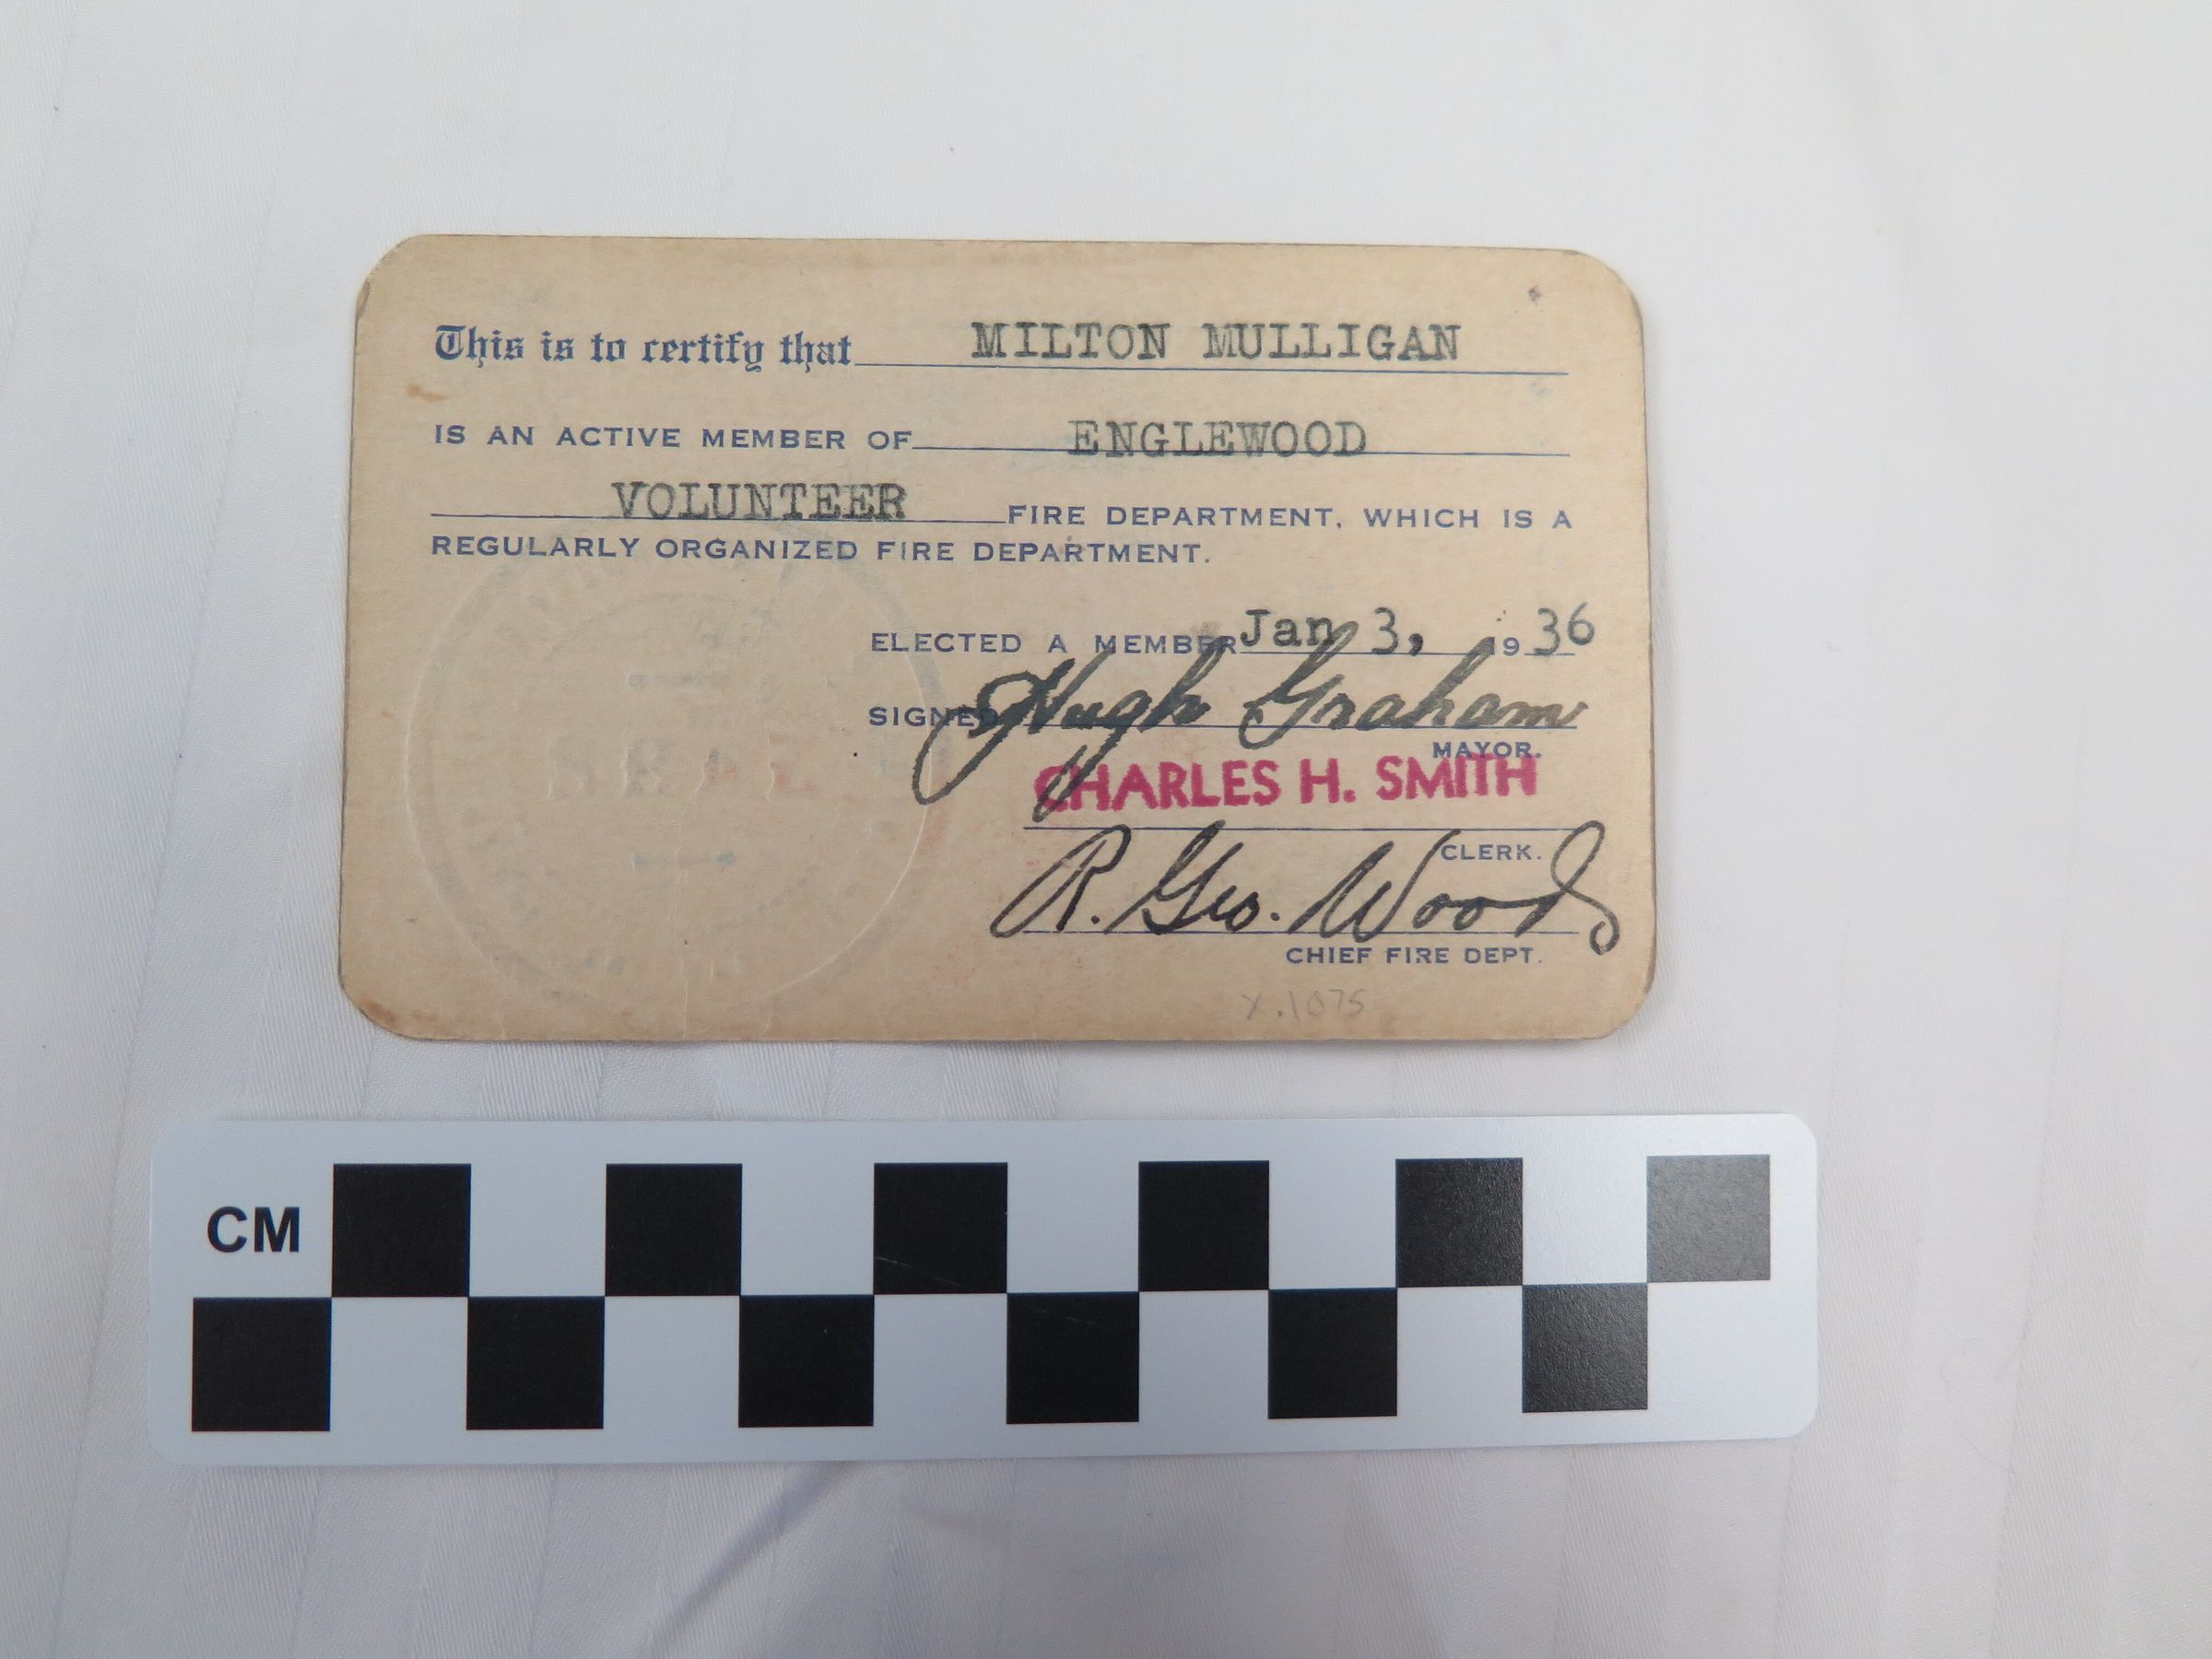 This is to certify that MILTON MULLIGAN
IS AN ACTIVE MEMBER OF ENGLEWOOD
VOLUNTEER FIRE DEPARTMENT, WHICH IS A
REGULARLY ORGANIZED FIRE DEPARTMENT.
ELECTED A MEMBER Jan 3, 1936
SIGNED Hugh Graham
MAYOR.
CHARLES H. SMITH
CLERK.
R. Geo. Woods
CHIEF FIRE DEPT.
X.1075
CM